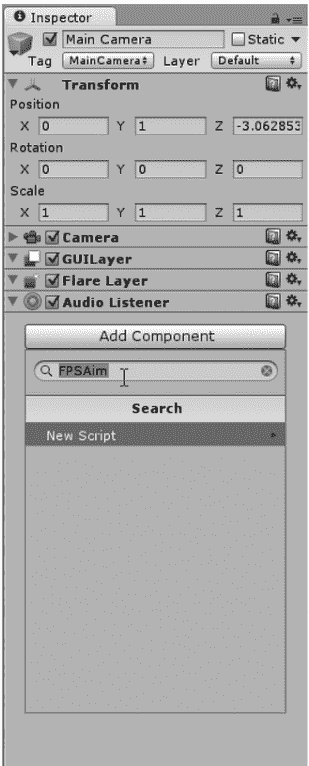 Inspector
Main Camera Static
Tag MainCamera Layer Default
Transform
Position
X 0 Y 1 Z -3.062853
Rotation
X 0 Y 0 Z 0
Scale
X 1 Y 1 Z 1
Camera
GUILayer
Flare Layer
Audio Listener
Add Component
FPSAim
Search
New Script